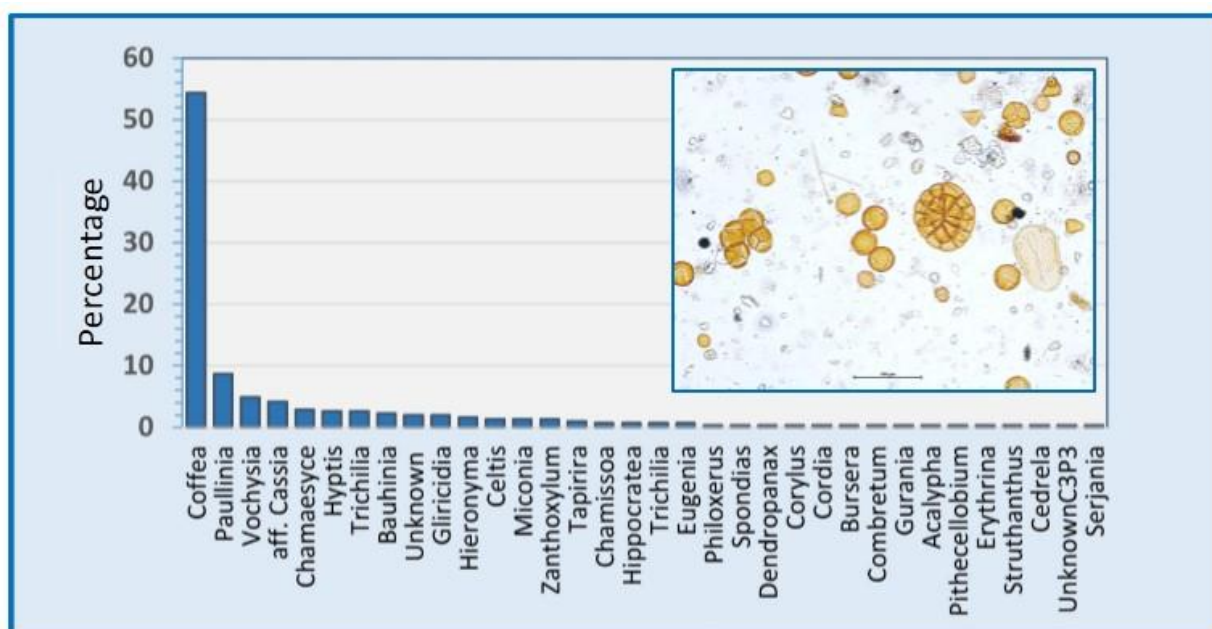 60
50
40
30
20
10
0
Percentage
Coffea
Paullinia
Vochysia
aff. Cassia
Chamaesyce
Hyptis
Trichilia
Bauhinia
Unknown
Gliricidia
Hieronyma
Celtis
Miconia
Zanthoxylum
Tapirira
Chamissoa
Hippocratea
Trichilia
Eugenia
Philoxerus
Spondias
Dendropanax
Corylus
Cordia
Bursera
Combretum
Gurania
Acalypha
Pithecellobium
Erythrina
Struthanthus
Cedrela
UnknownC3P3
Serjania